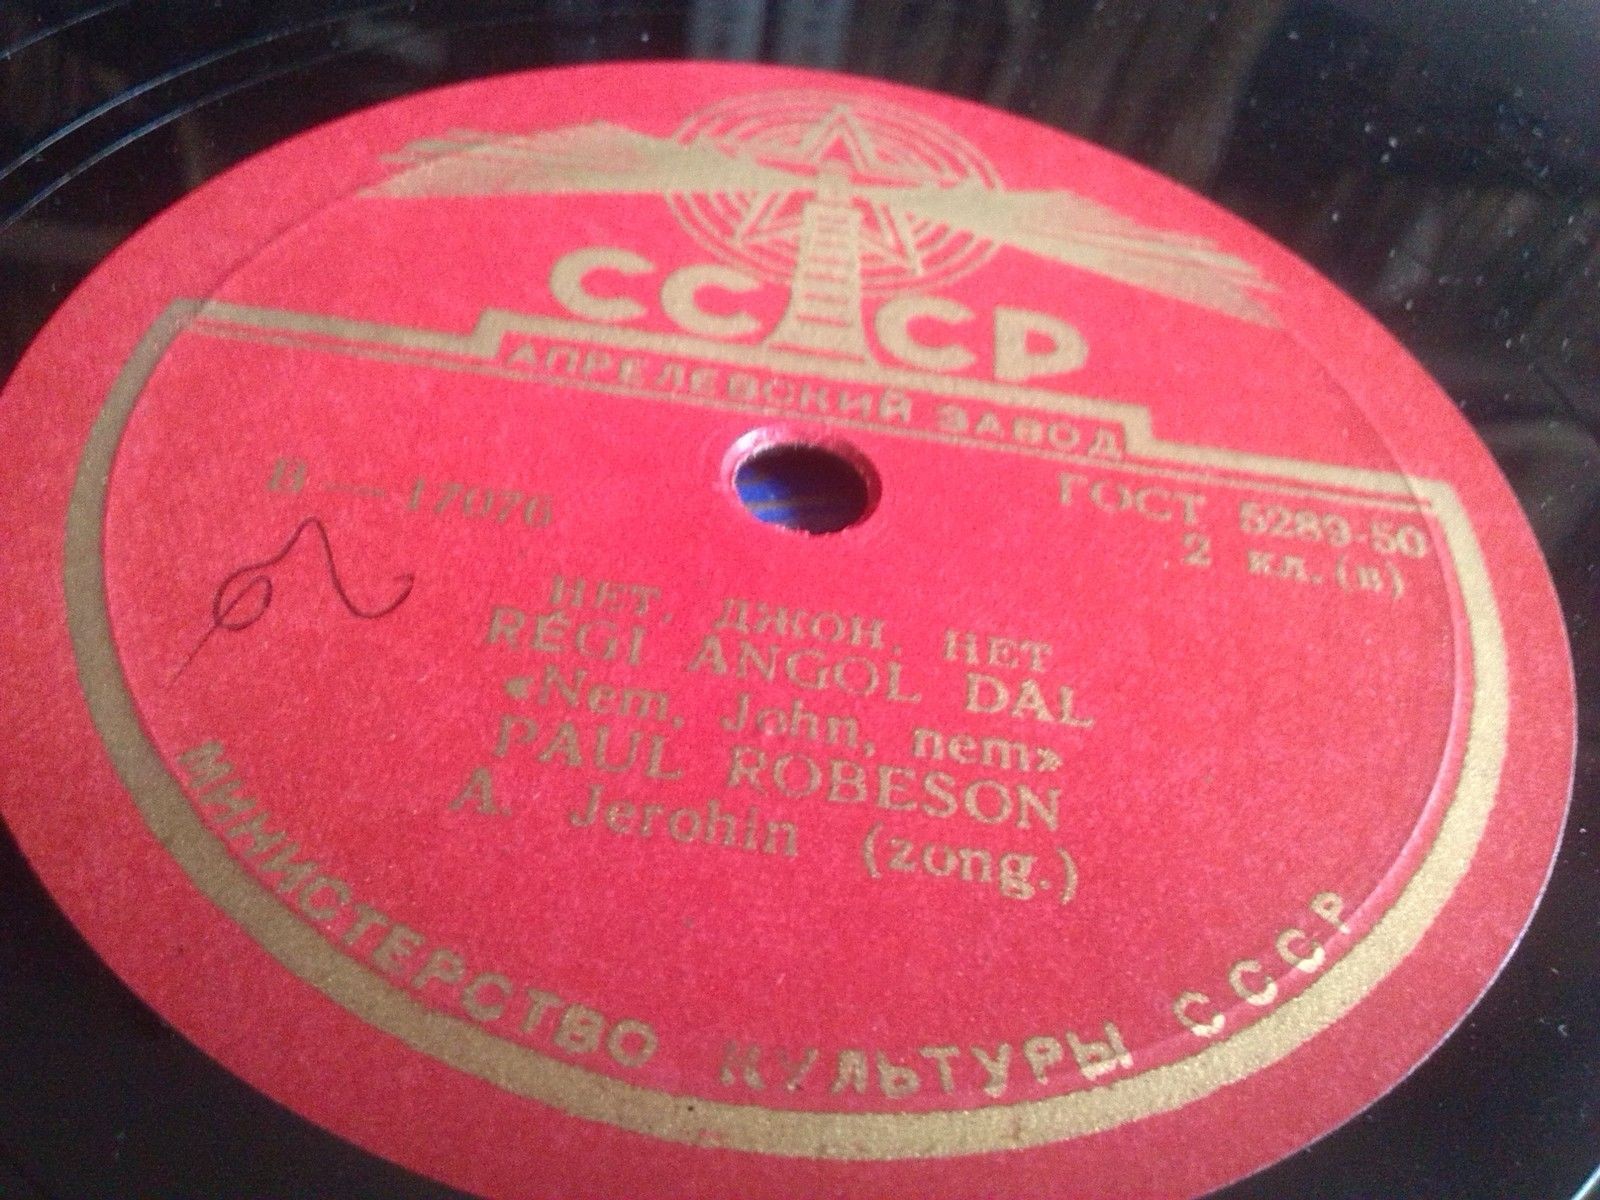 СССР
АПРЕЛЕВСКИЙ ЗАВОД
В — 17076
ГОСТ 5289-50
2 кл. (в)
НЕТ, ДЖОН, НЕТ
RÉGI ANGOL DAL
«Nem, John, nem»
PAUL ROBESON
A. Jerohin (zong.)
МИНИСТЕРСТВО КУЛЬТУРЫ СССР